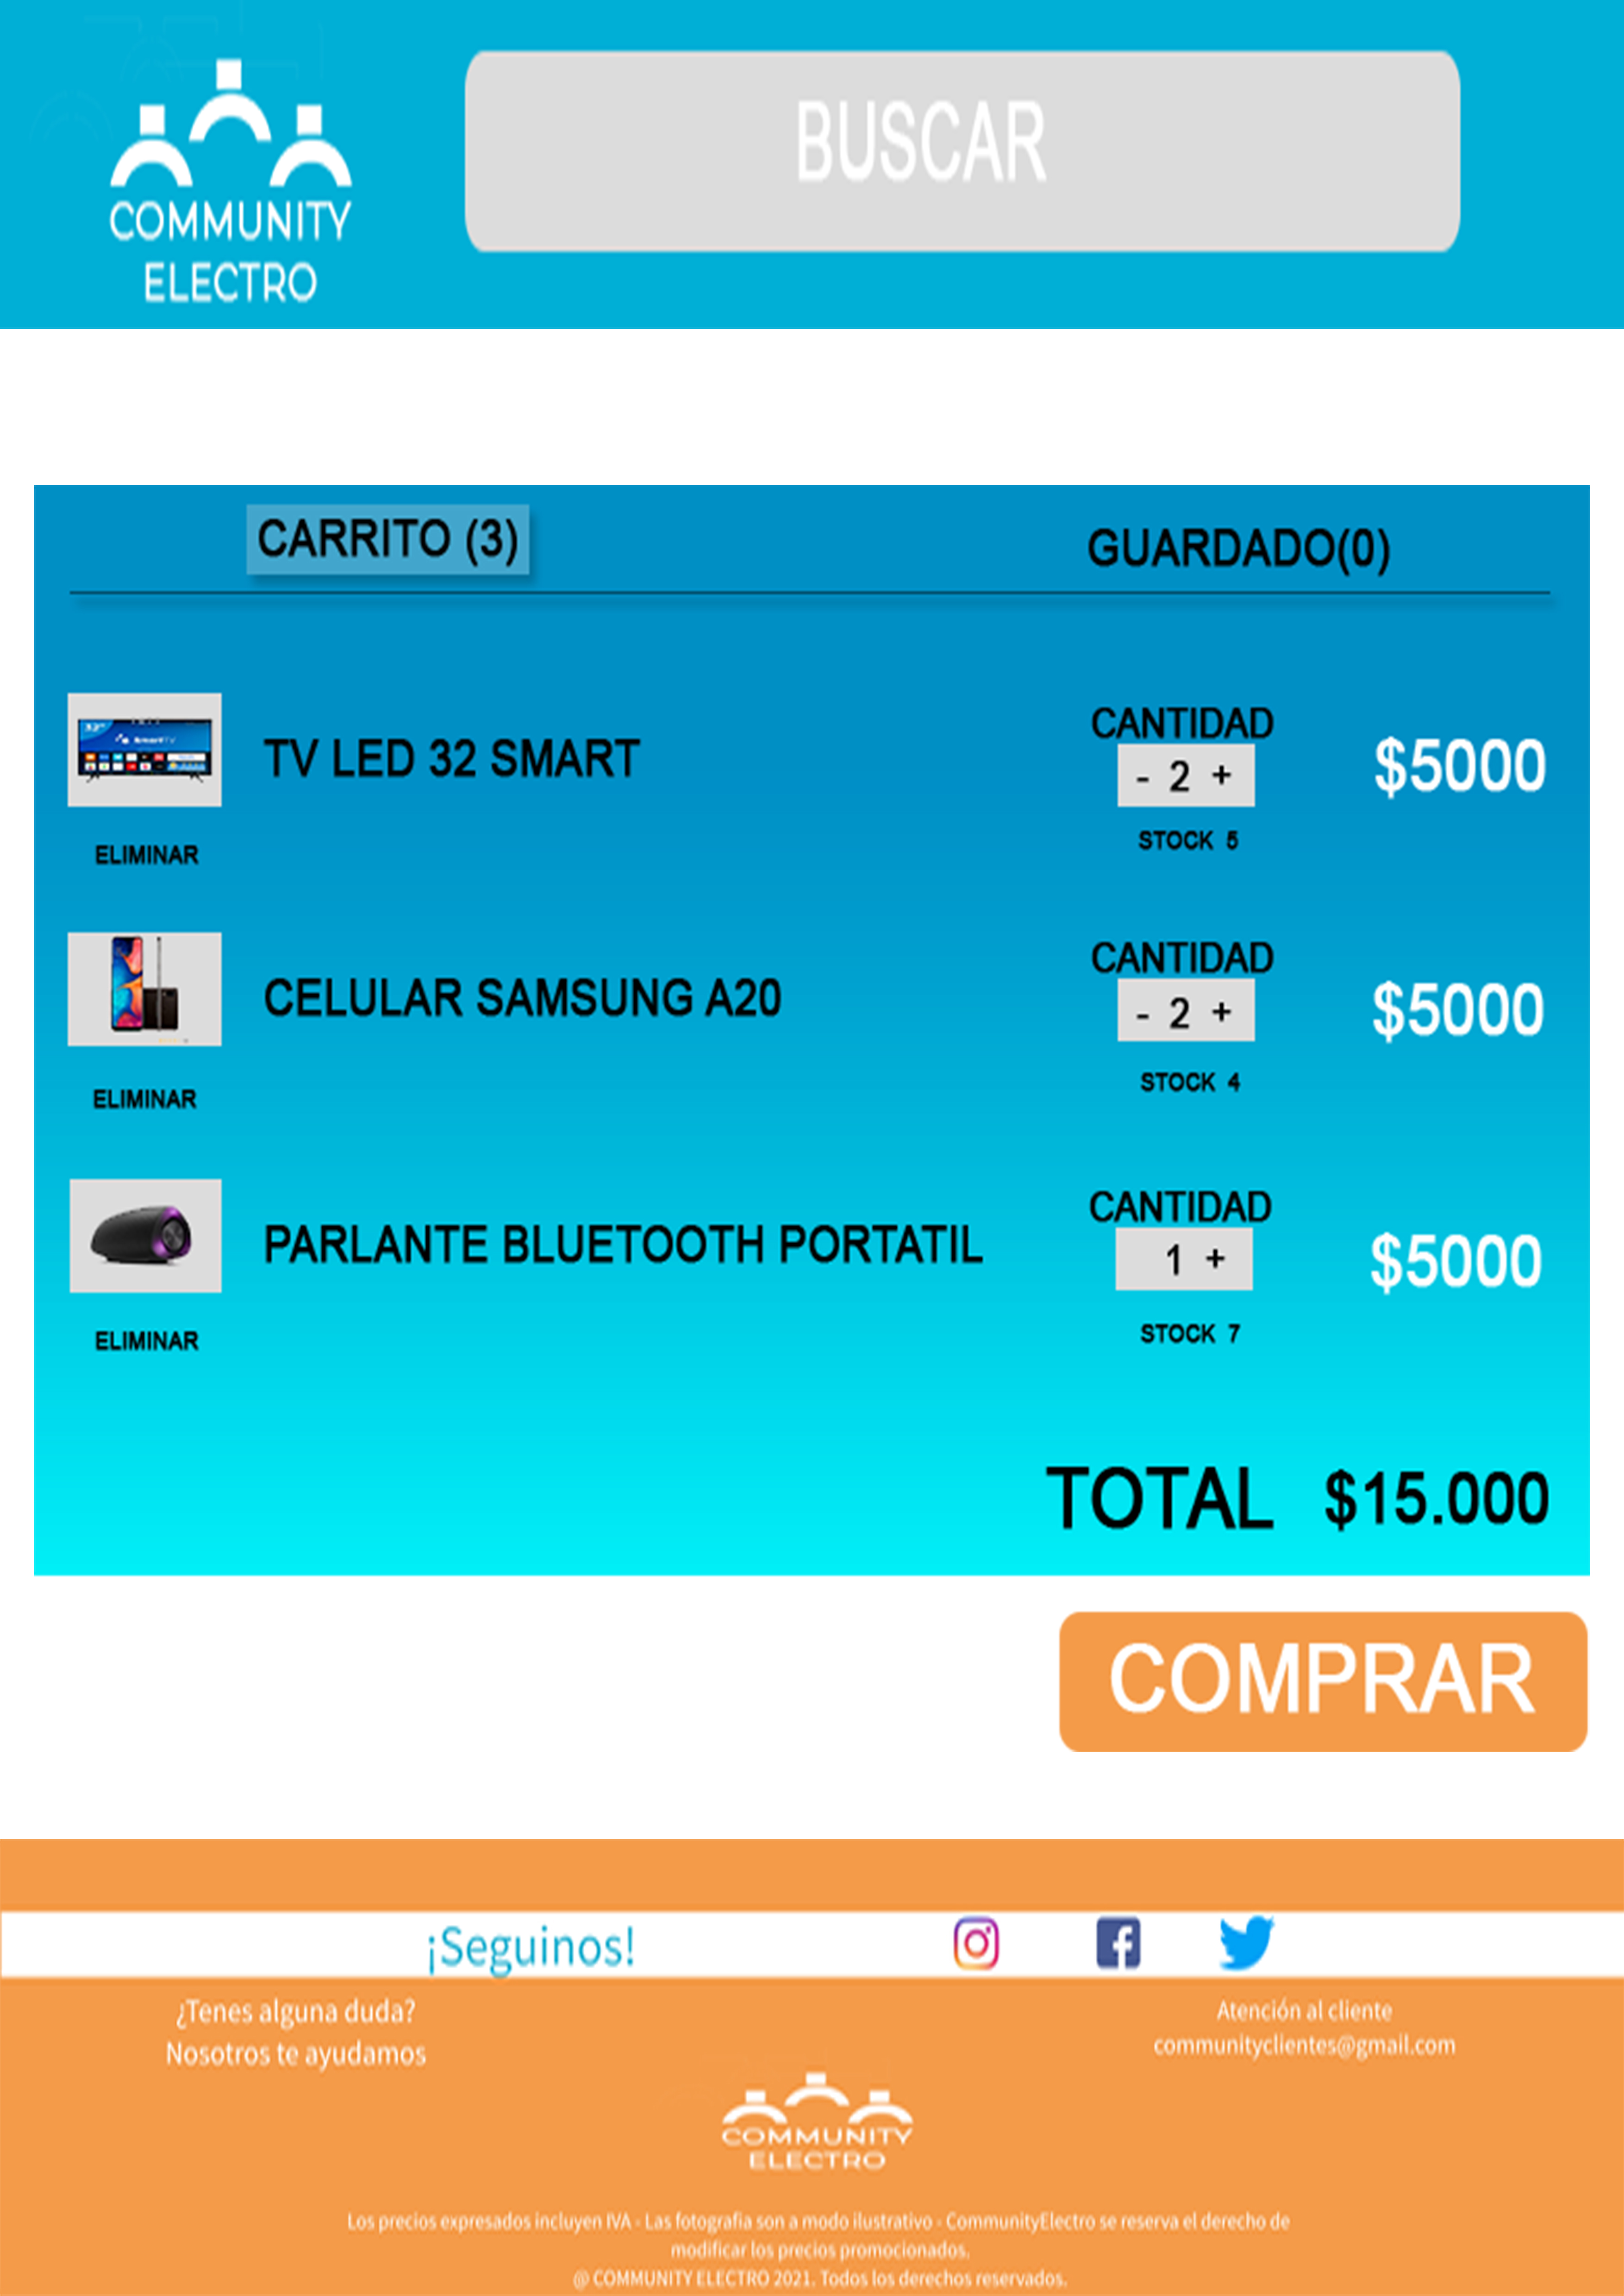 COMMUNITY
ELECTRO
BUSCAR
CARRITO (3)
GUARDADO(0)
TV LED 32 SMART
CANTIDAD
- 2 +
$5000
STOCK 5
ELIMINAR
CELULAR SAMSUNG A20
CANTIDAD
- 2 +
$5000
STOCK 4
ELIMINAR
PARLANTE BLUETOOTH PORTATIL
CANTIDAD
1 +
$5000
STOCK 7
ELIMINAR
TOTAL $15.000
COMPRAR
¡Seguinos!
¿Tenes alguna duda?
Nosotros te ayudamos
Atención al cliente
communityclientes@gmail.com
COMMUNITY
ELECTRO
Los precios expresados incluyen IVA - Las fotografia son a modo ilustrativo - CommunityElectro se reserva el derecho de
modificar los precios promocionados.
@ COMMUNITY ELECTRO 2021. Todos los derechos reservados.